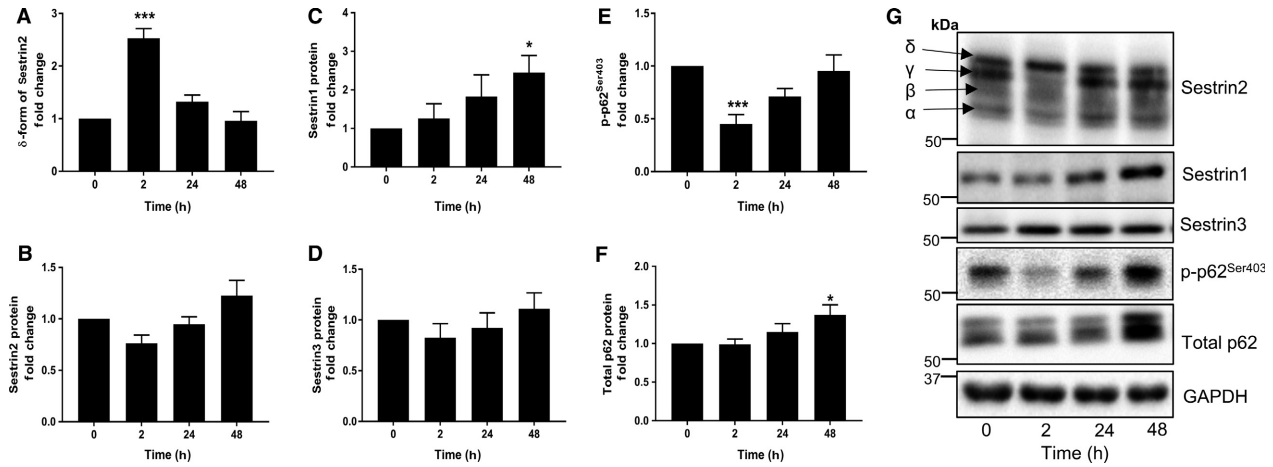 A
δ-form of Sestrin2
fold change
3
2
1
0
***
0 2 24 48
Time (h)
B
Sestrin2 protein
fold change
1.5
1.0
0.5
0.0
0 2 24 48
Time (h)
C
Sestrin1 protein
fold change
4
3
2
1
0
*
0 2 24 48
Time (h)
D
Sestrin3 protein
fold change
1.5
1.0
0.5
0.0
0 2 24 48
Time (h)
E
p-p62Ser403
fold change
1.5
1.0
0.5
0.0
***
0 2 24 48
Time (h)
F
Total p62 protein
fold change
2.0
1.5
1.0
0.5
0.0
*
0 2 24 48
Time (h)
G
kDa
δ
γ
β
α
50
Sestrin2
50
Sestrin1
50
Sestrin3
50
p-p62Ser403
50
Total p62
37
GAPDH
0 2 24 48
Time (h)